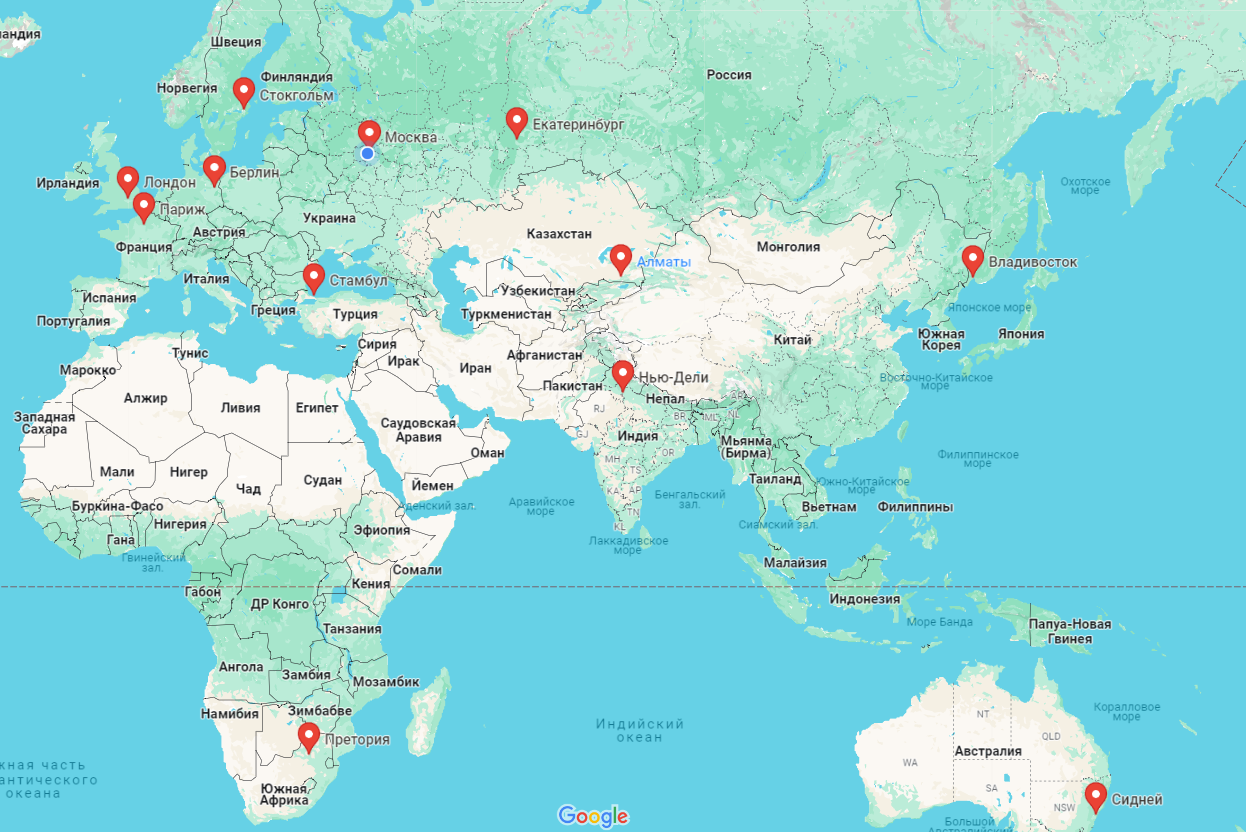 андия
Швеция
Финляндия
Норвегия
Стокгольм
Россия
Екатеринбург
Москва
Ирландия
Лондон
Берлин
Париж
Охотское
море
Украина
Австрия
Франция
Казахстан
Монголия
Алматы
Владивосток
Италия
Стамбул
Испания
Узбекистан
Греция
Турция
Туркменистан
Японское море
Португалия
Сирия
Ирак
Южная
Корея
Япония
Китай
Тунис
Афганистан
Иран
Марокко
Пакистан
Нью-Дели
Восточно-Китайское
море
Непал
AR
Алжир
Ливия
Египет
RJ
BR
ML
NL
Западная
Сахара
Саудовская
Аравия
GJ
Индия
Мьянма
(Бирма)
Оман
MH
OR
Филиппинское
море
Мали
Нигер
Судан
Чад
TS
Таиланд
Йемен
Южно-Китайское
море
KA
AP
Бенгальский
зал.
Аравийское
море
Буркина-Фасо
Аденский зал.
Вьетнам
Филиппины
TN
Нигерия
KL
Сиамский зал.
Эфиопия
Гана
Лаккадивское
море
Гвинейский
зал.
Малайзия
Сомали
Кения
Габон
ДР Конго
Индонезия
Море Банда
Папуа-Новая
Гвинея
Танзания
Ангола
Замбия
Мозамбик
Намибия
Зимбабве
NT
Коралловое
море
Индийский
океан
Претория
QLD
Австралия
WA
жная часть
антического
океана
SA
Южная
Африка
NSW
Сидней
Google
Большой
Австралийский